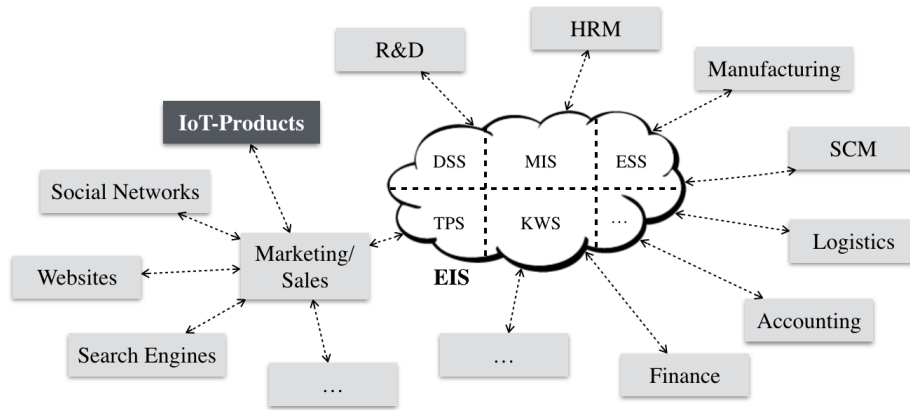 HRM
R&D
Manufacturing
IoT-Products
DSS
MIS
ESS
SCM
Social Networks
TPS
KWS
...
Marketing/
Sales
Logistics
Websites
EIS
Accounting
Search Engines
...
Finance
...